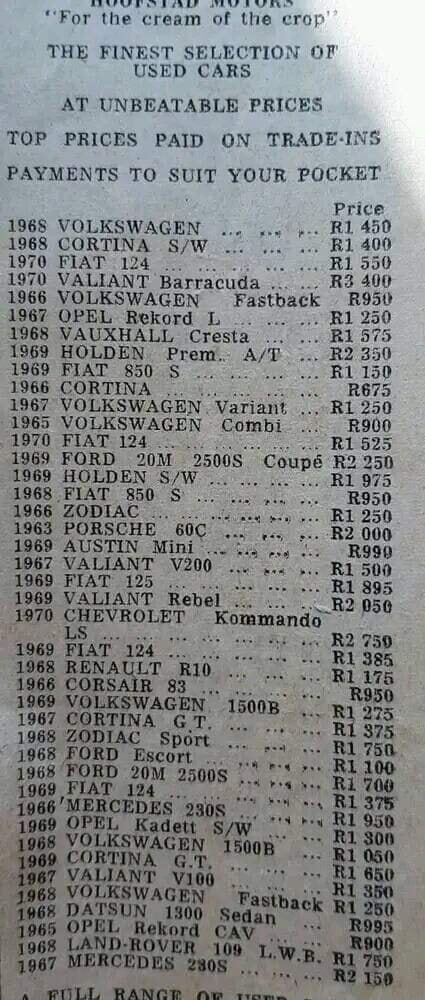 HOOFSTAD MOTORS
"For the cream of the crop"
THE FINEST SELECTION OF
USED CARS
AT UNBEATABLE PRICES
TOP PRICES PAID ON TRADE-INS
PAYMENTS TO SUIT YOUR POCKET
Price
1968 VOLKSWAGEN ... ... ... R1 450
1968 CORTINA S/W ... ... ... R1 400
1970 FIAT 124 ... ... ... ... R1 550
1970 VALIANT Barracuda ... ... R3 400
1966 VOLKSWAGEN Fastback R950
1967 OPEL Rekord L ... ... ... R1 250
1968 VAUXHALL Cresta ... ... R1 575
1969 HOLDEN Prem. A/T ... ... R2 350
1969 FIAT 850 S ... ... ... ... R1 150
1966 CORTINA ... ... ... ... R675
1967 VOLKSWAGEN Variant ... R1 250
1965 VOLKSWAGEN Combi ... R900
1970 FIAT 124 ... ... ... ... R1 525
1969 FORD 20M 2500S Coupé R2 250
1969 HOLDEN S/W ... ... ... R1 975
1968 FIAT 850 S ... ... ... ... R950
1966 ZODIAC ... ... ... ... R1 250
1963 PORSCHE 60C ... ... ... R2 000
1969 AUSTIN Mini ... ... ... R990
1967 VALIANT V200 ... ... ... R1 500
1969 FIAT 125 ... ... ... ... R1 895
1969 VALIANT Rebel ... ... ... R2 050
1970 CHEVROLET Kommando
LS ... ... ... ... ... ... R2 750
1969 FIAT 124 ... ... ... ... R1 385
1968 RENAULT R10 ... ... ... R1 175
1966 CORSAIR 83 ... ... ... R950
1969 VOLKSWAGEN 1500B ... R1 275
1967 CORTINA G.T. ... ... ... R1 375
1968 ZODIAC Sport ... ... ... R1 750
1968 FORD Escort ... ... ... R1 100
1968 FORD 20M 2500S ... ... R1 700
1969 FIAT 124 ... ... ... ... R1 375
1966 MERCEDES 230S ... ... R1 950
1969 OPEL Kadett S/W ... ... R1 300
1968 VOLKSWAGEN 1500B ... R1 050
1969 CORTINA G.T. ... ... ... R1 650
1967 VALIANT V100 ... ... ... R1 350
1968 VOLKSWAGEN Fastback R1 250
1968 DATSUN 1300 Sedan ... R995
1965 OPEL Rekord CAV ... ... R900
1968 LAND-ROVER 109 L.W.B. R1 750
1967 MERCEDES 230S ... ... R2 150
A FULL RANGE OF USED